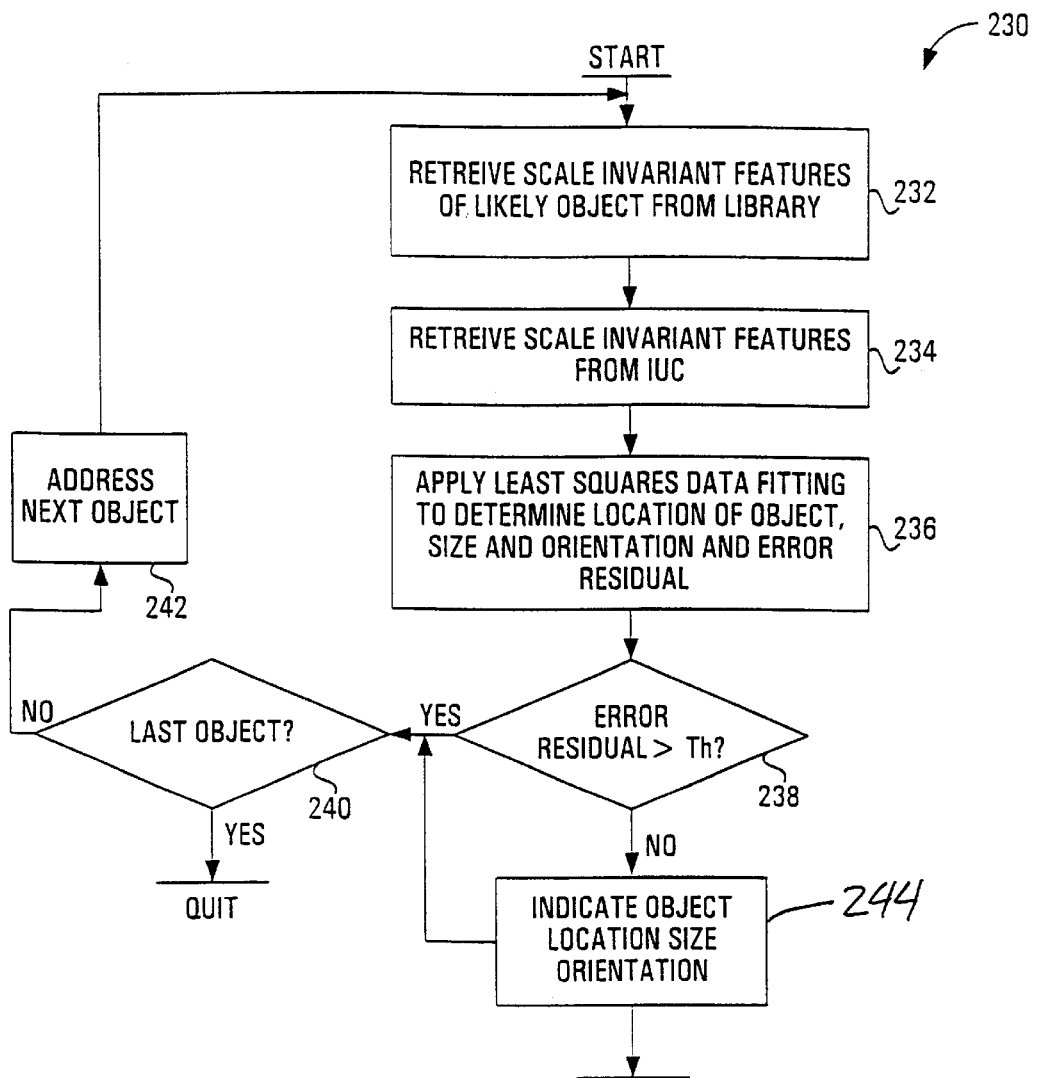 230
START
RETREIVE SCALE INVARIANT FEATURES
OF LIKELY OBJECT FROM LIBRARY
232
RETREIVE SCALE INVARIANT FEATURES
FROM IUC
234
APPLY LEAST SQUARES DATA FITTING
TO DETERMINE LOCATION OF OBJECT,
SIZE AND ORIENTATION AND ERROR
RESIDUAL
236
ADDRESS
NEXT OBJECT
242
NO
LAST OBJECT?
240
YES
QUIT
YES
ERROR
RESIDUAL > Th?
238
NO
INDICATE OBJECT
LOCATION SIZE
ORIENTATION
244